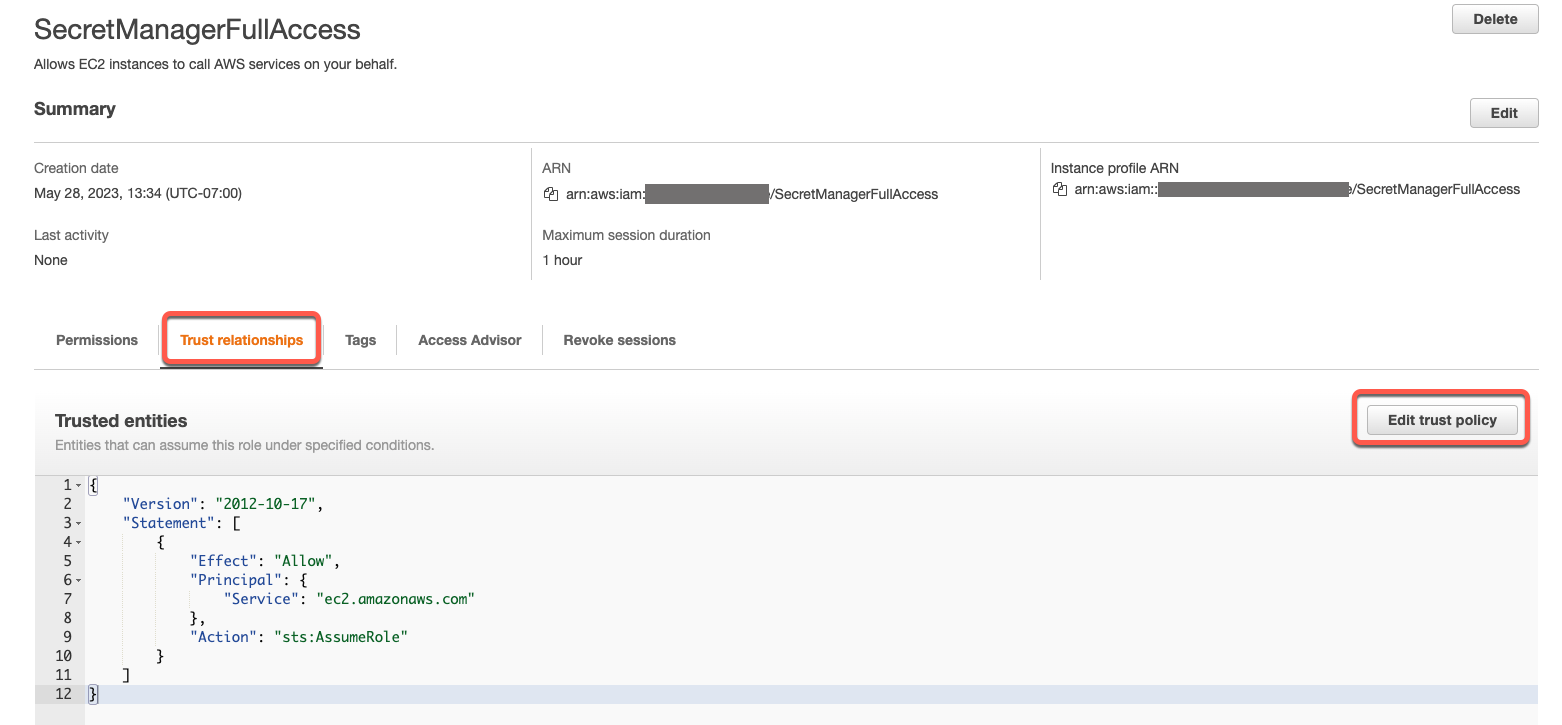 SecretManagerFullAccess
Delete
Allows EC2 instances to call AWS services on your behalf.
Summary
Edit
Creation date
May 28, 2023, 13:34 (UTC-07:00)
ARN
arn:aws:iam: /SecretManagerFullAccess
Instance profile ARN
arn:aws:iam:: /SecretManagerFullAccess
Last activity
None
Maximum session duration
1 hour
Permissions
Trust relationships
Tags
Access Advisor
Revoke sessions
Trusted entities
Edit trust policy
Entities that can assume this role under specified conditions.
1 {
2 "Version": "2012-10-17",
3 "Statement": [
4 {
5 "Effect": "Allow",
6 "Principal": {
7 "Service": "ec2.amazonaws.com"
8 },
9 "Action": "sts:AssumeRole"
10 }
11 ]
12 }